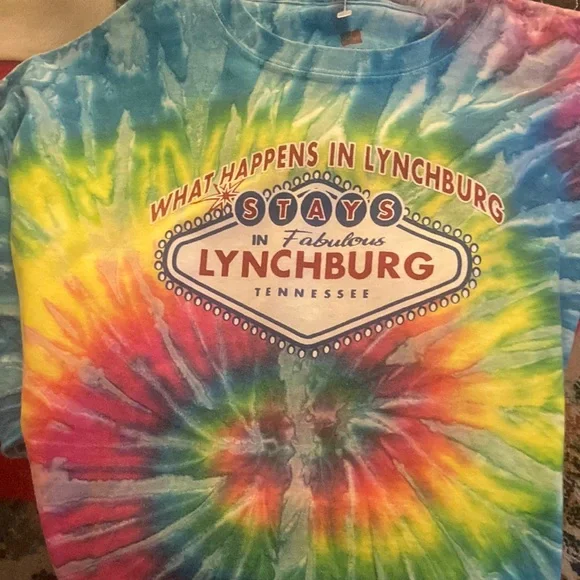 WHAT HAPPENS IN LYNCHBURG
STAYS
IN Fabulous
LYNCHBURG
TENNESSEE